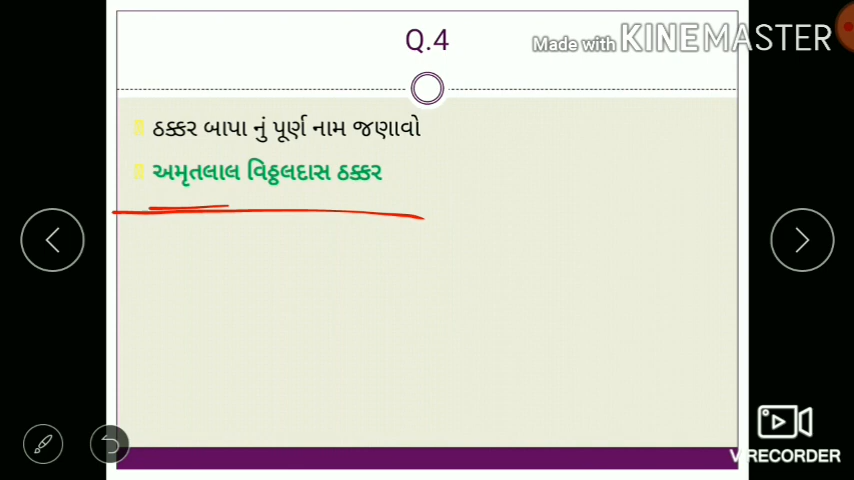 Q.4
Made with KINEMASTER
ઠક્કર બાપા નું પૂર્ણ નામ જણાવો
અમૃતલાલ વિઠ્ઠલદાસ ઠક્કર
VRECORDER